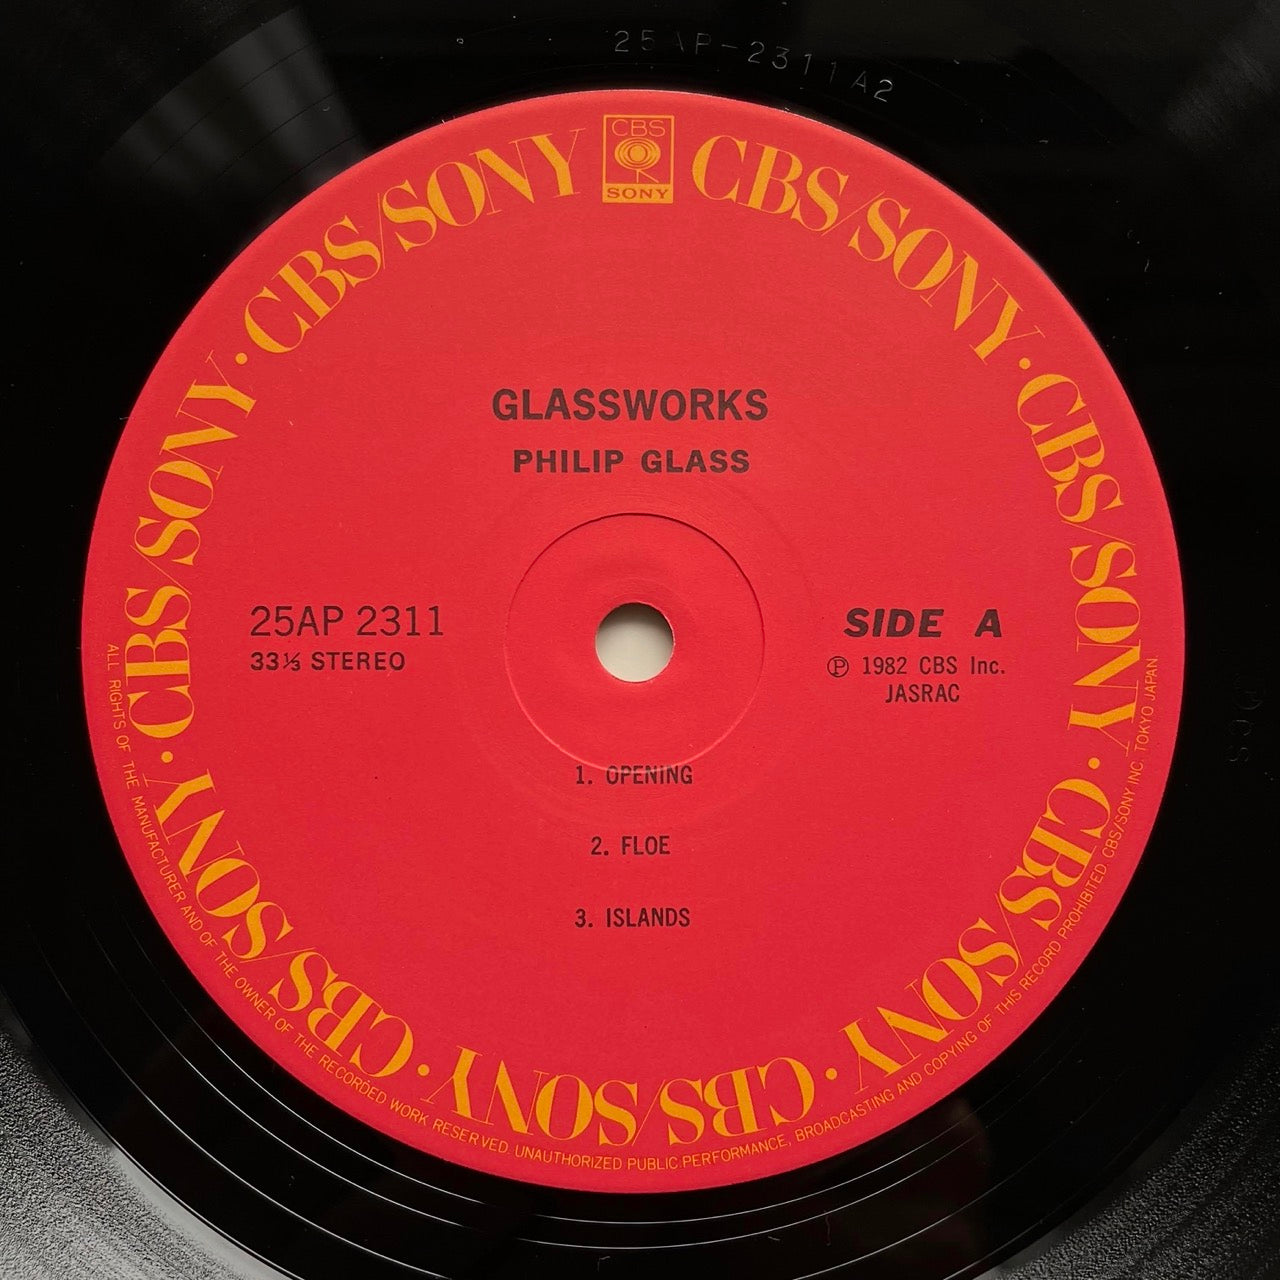 25AP-2311A2
CBS
SONY
CBS/SONY · CBS/SONY · CBS/SONY · CBS/SONY · CBS/SONY · CBS/SONY · CBS/SONY · CBS/SONY
GLASSWORKS
PHILIP GLASS
25AP 2311
33⅓ STEREO
SIDE A
Ⓟ 1982 CBS Inc.
JASRAC
1. OPENING
2. FLOE
3. ISLANDS
ALL RIGHTS OF THE MANUFACTURER AND OF THE OWNER OF THE RECORDED WORK RESERVED. UNAUTHORIZED PUBLIC PERFORMANCE, BROADCASTING AND COPYING OF THIS RECORD PROHIBITED. CBS/SONY INC. TOKYO JAPAN.